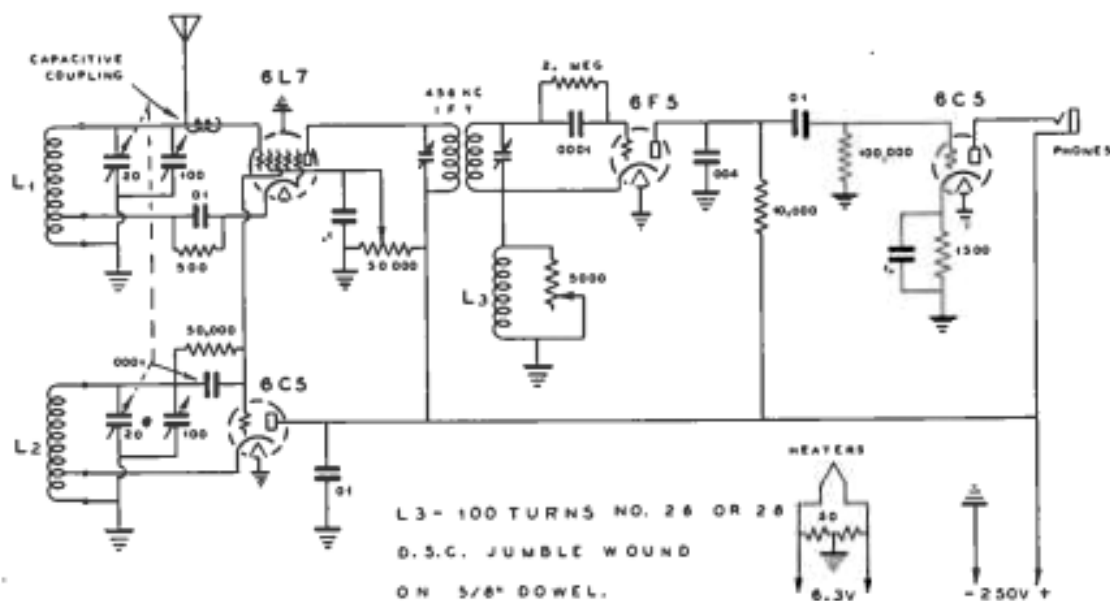 CAPACITIVE
COUPLING
6L7
456 KC
I F T
2. MEG
6F5
.0001
.01
6C5
PHONES
L1
20
100
.01
500
50 000
.004
100,000
10,000
1500
L3
5000
50,000
.0001
6C5
L2
20
100
.01
HEATERS
50
6.3V
- 250V +
L3 - 100 TURNS NO. 26 OR 28
D.S.C. JUMBLE WOUND
ON 5/8" DOWEL.